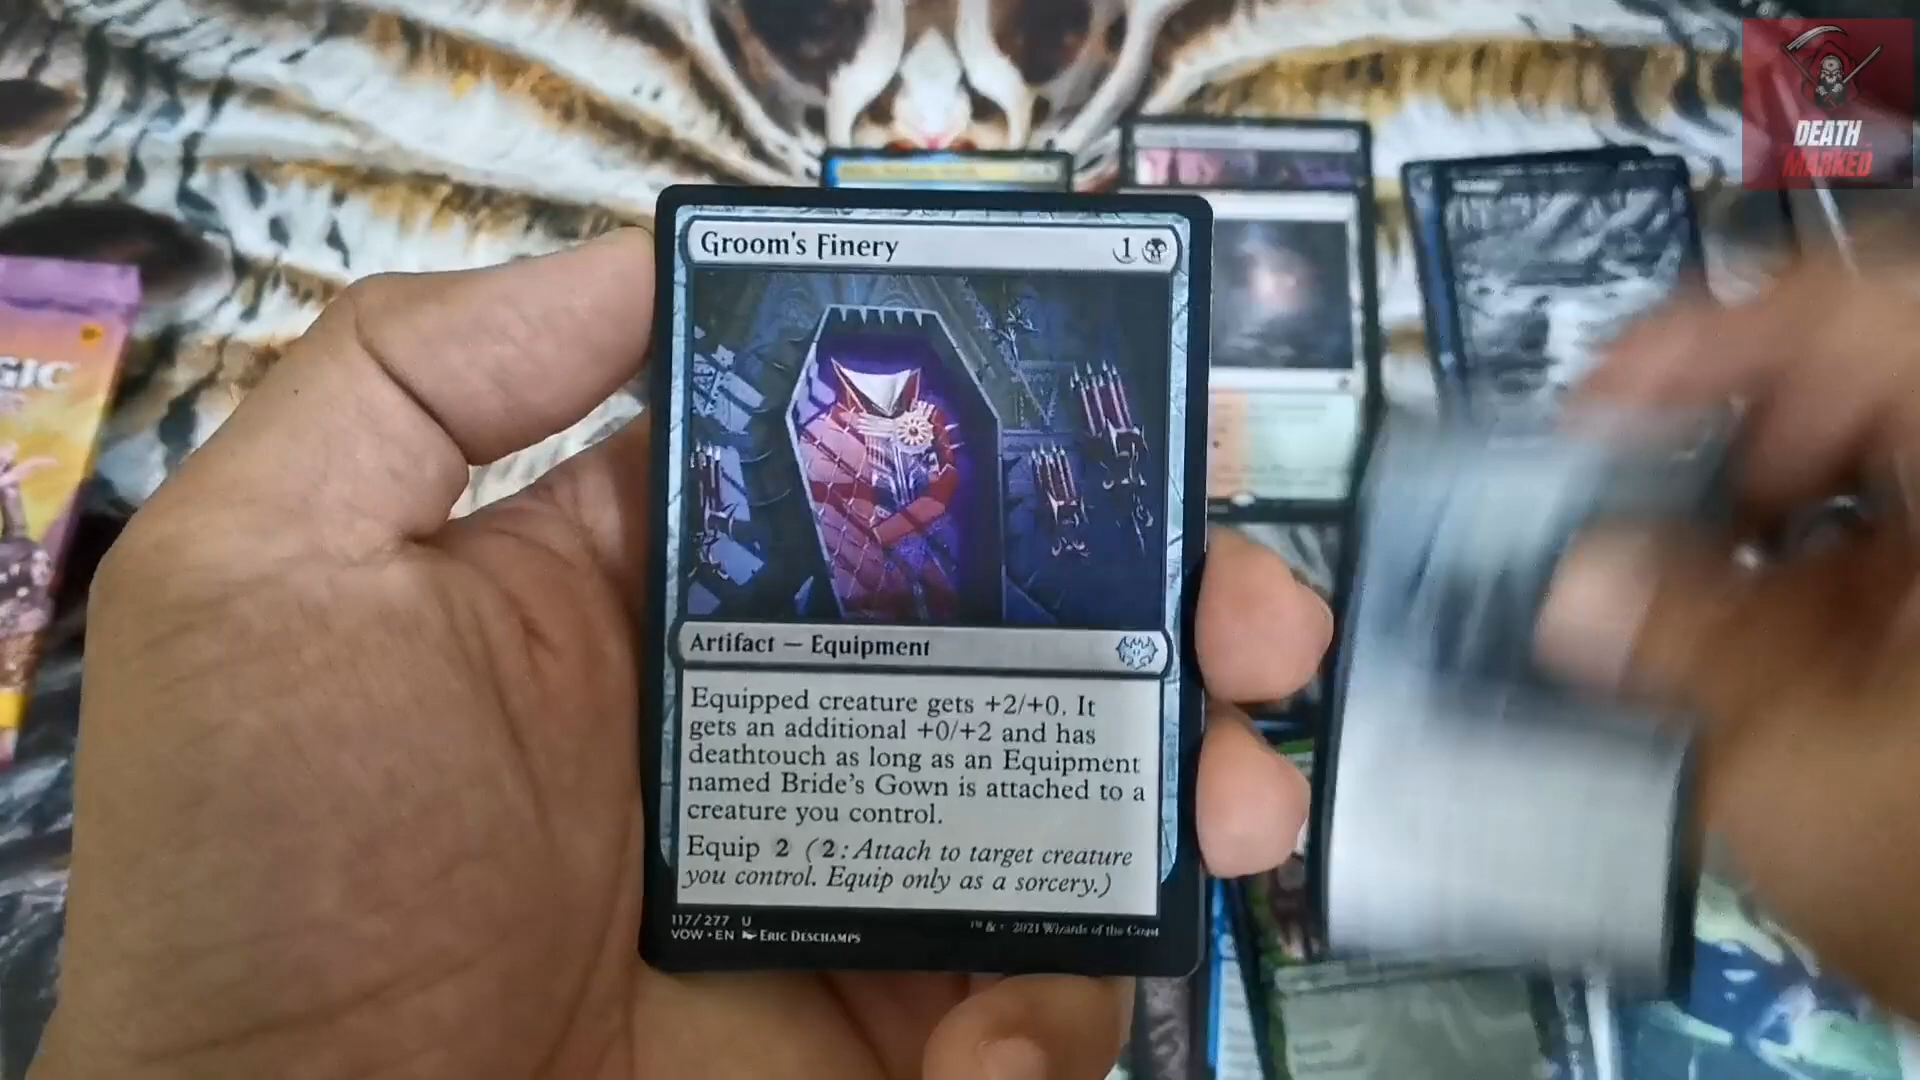 DEATH
MARKED
GIC
Groom's Finery 1
Artifact — Equipment
Equipped creature gets +2/+0. It
gets an additional +0/+2 and has
deathtouch as long as an Equipment
named Bride's Gown is attached to a
creature you control.
Equip 2 (2: Attach to target creature
you control. Equip only as a sorcery.)
117/277 U
VOW • EN ERIC DESCHAMPS
™ & © 2021 Wizards of the Coast